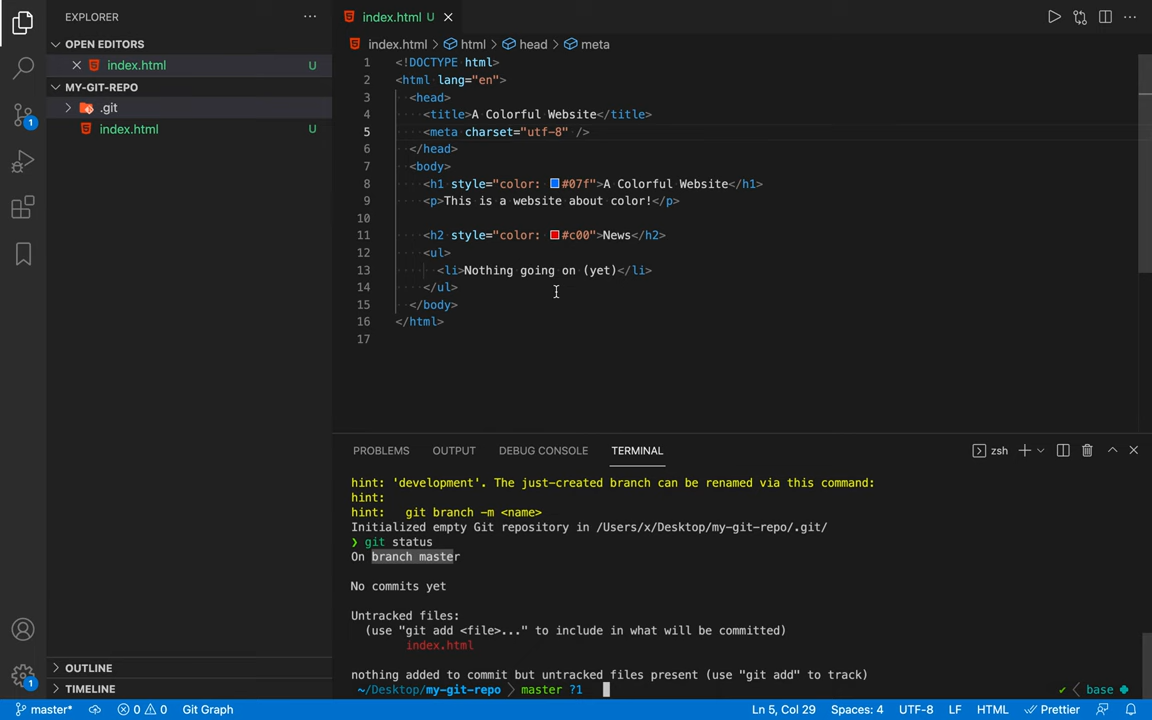 EXPLORER
OPEN EDITORS
index.html U
MY-GIT-REPO
.git
index.html U
1
OUTLINE
TIMELINE
1
index.html U
index.html > html > head > meta
1 <!DOCTYPE html>
2 <html lang="en">
3 <head>
4 <title>A Colorful Website</title>
5 <meta charset="utf-8" />
6 </head>
7 <body>
8 <h1 style="color: #07f">A Colorful Website</h1>
9 <p>This is a website about color!</p>
10
11 <h2 style="color: #c00">News</h2>
12 <ul>
13 <li>Nothing going on (yet)</li>
14 </ul>
15 </body>
16 </html>
17
PROBLEMS OUTPUT DEBUG CONSOLE TERMINAL zsh
hint: 'development'. The just-created branch can be renamed via this command:
hint:
hint: git branch -m <name>
Initialized empty Git repository in /Users/x/Desktop/my-git-repo/.git/
❯ git status
On branch master
No commits yet
Untracked files:
(use "git add <file>..." to include in what will be committed)
index.html
nothing added to commit but untracked files present (use "git add" to track)
~/Desktop/my-git-repo master ?1 ✓ base
master* 0 0 Git Graph Ln 5, Col 29 Spaces: 4 UTF-8 LF HTML Prettier